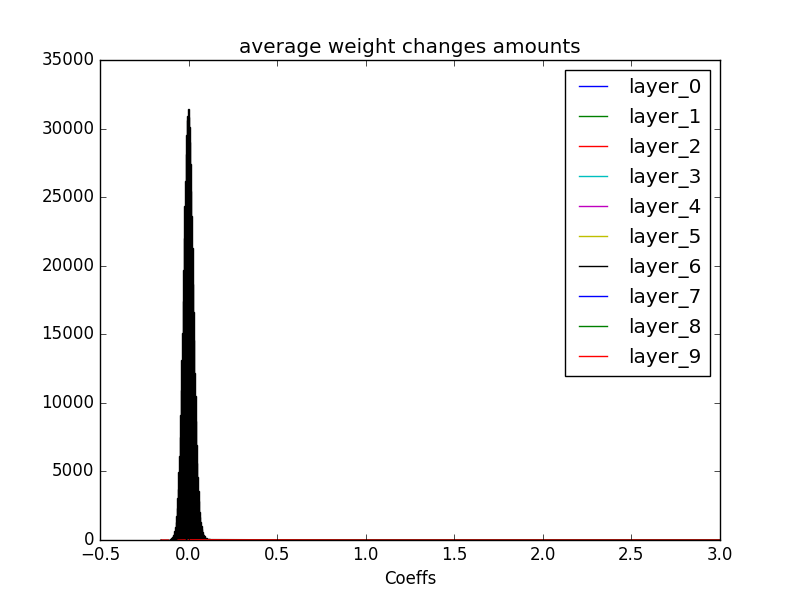 average weight changes amounts
35000
30000
25000
20000
15000
10000
5000
0
−0.5 0.0 0.5 1.0 1.5 2.0 2.5 3.0
Coeffs
layer_0
layer_1
layer_2
layer_3
layer_4
layer_5
layer_6
layer_7
layer_8
layer_9